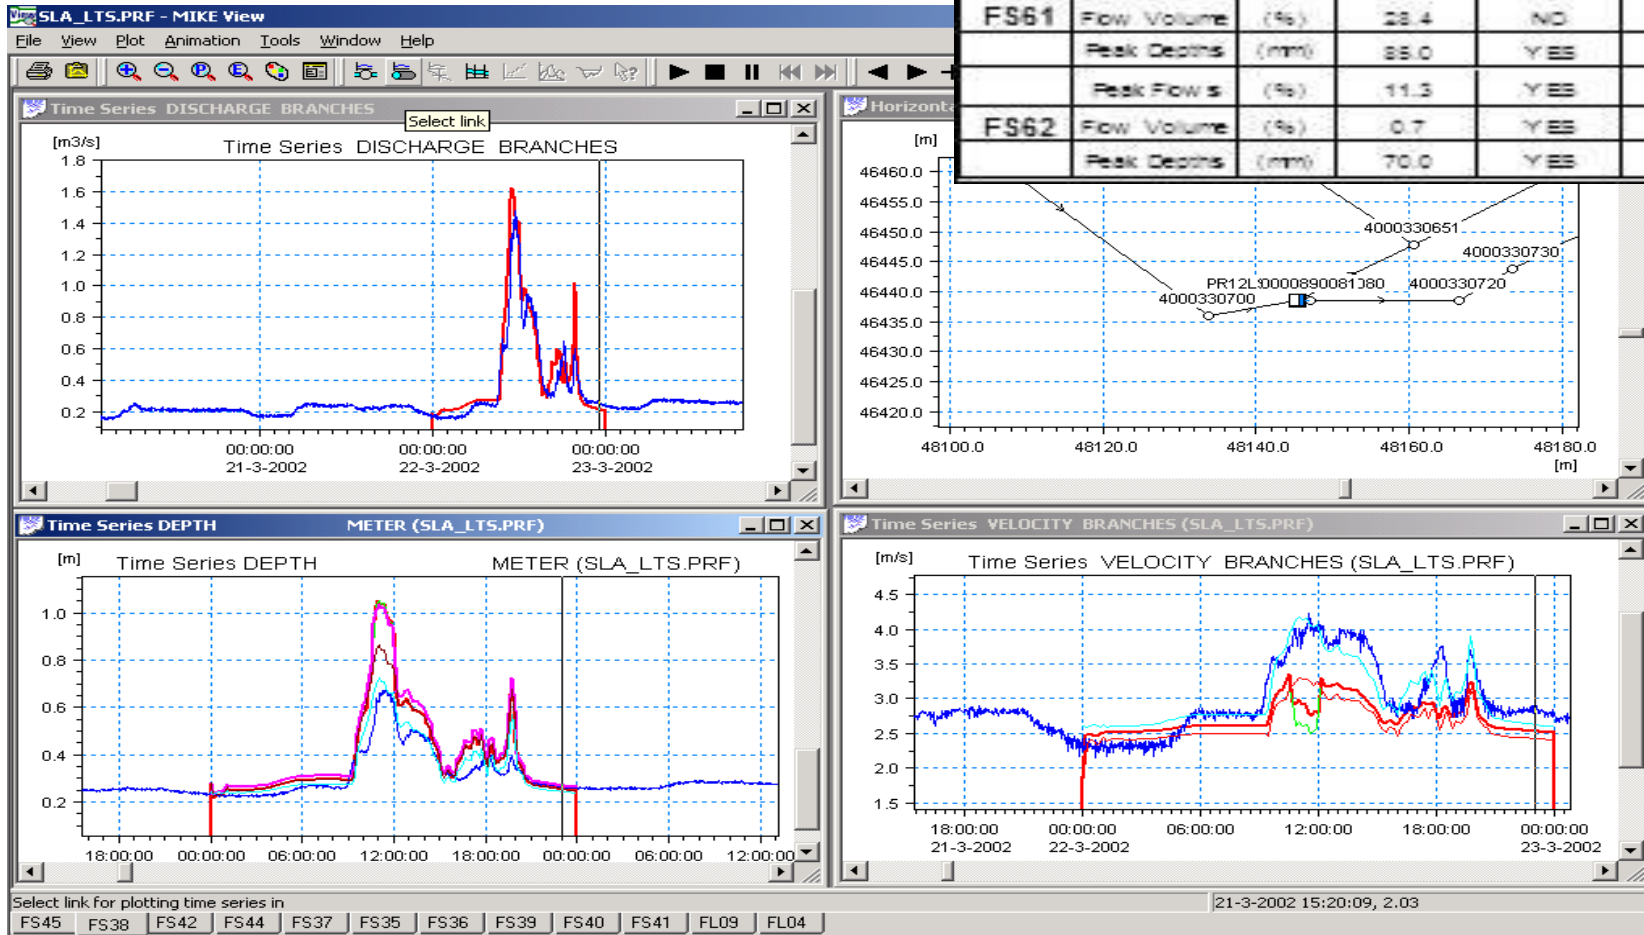 SLA_LTS.PRF - MIKE View
File View Plot Animation Tools Window Help
FS61 Flow Volume (%) 28.4 NO
Peak Depths (mm) 85.0 YES
Peak Flows (%) 11.3 YES
FS62 Flow Volume (%) 0.7 YES
Peak Depths (mm) 70.0 YES
Time Series DISCHARGE BRANCHES
Select link
[m3/s] Time Series DISCHARGE BRANCHES
1.8
1.6
1.4
1.2
1.0
0.8
0.6
0.4
0.2
00:00:00 00:00:00 00:00:00
21-3-2002 22-3-2002 23-3-2002
Horizonta
[m]
46460.0
46455.0
46450.0
46445.0
46440.0
46435.0
46430.0
46425.0
46420.0
4000330651
4000330730
4000330720
4000330700
48100.0 48120.0 48140.0 48160.0 48180.0
[m]
Time Series DEPTH METER (SLA_LTS.PRF)
[m] Time Series DEPTH METER (SLA_LTS.PRF)
1.0
0.8
0.6
0.4
0.2
18:00:00 00:00:00 06:00:00 12:00:00 18:00:00 00:00:00 06:00:00 12:00:00
Time Series VELOCITY BRANCHES (SLA_LTS.PRF)
[m/s] Time Series VELOCITY BRANCHES (SLA_LTS.PRF)
4.5
4.0
3.5
3.0
2.5
2.0
1.5
18:00:00 00:00:00 06:00:00 12:00:00 18:00:00 00:00:00
21-3-2002 22-3-2002 23-3-2002
Select link for plotting time series in
21-3-2002 15:20:09, 2.03
FS45 FS38 FS42 FS44 FS37 FS35 FS36 FS39 FS40 FS41 FL09 FL04